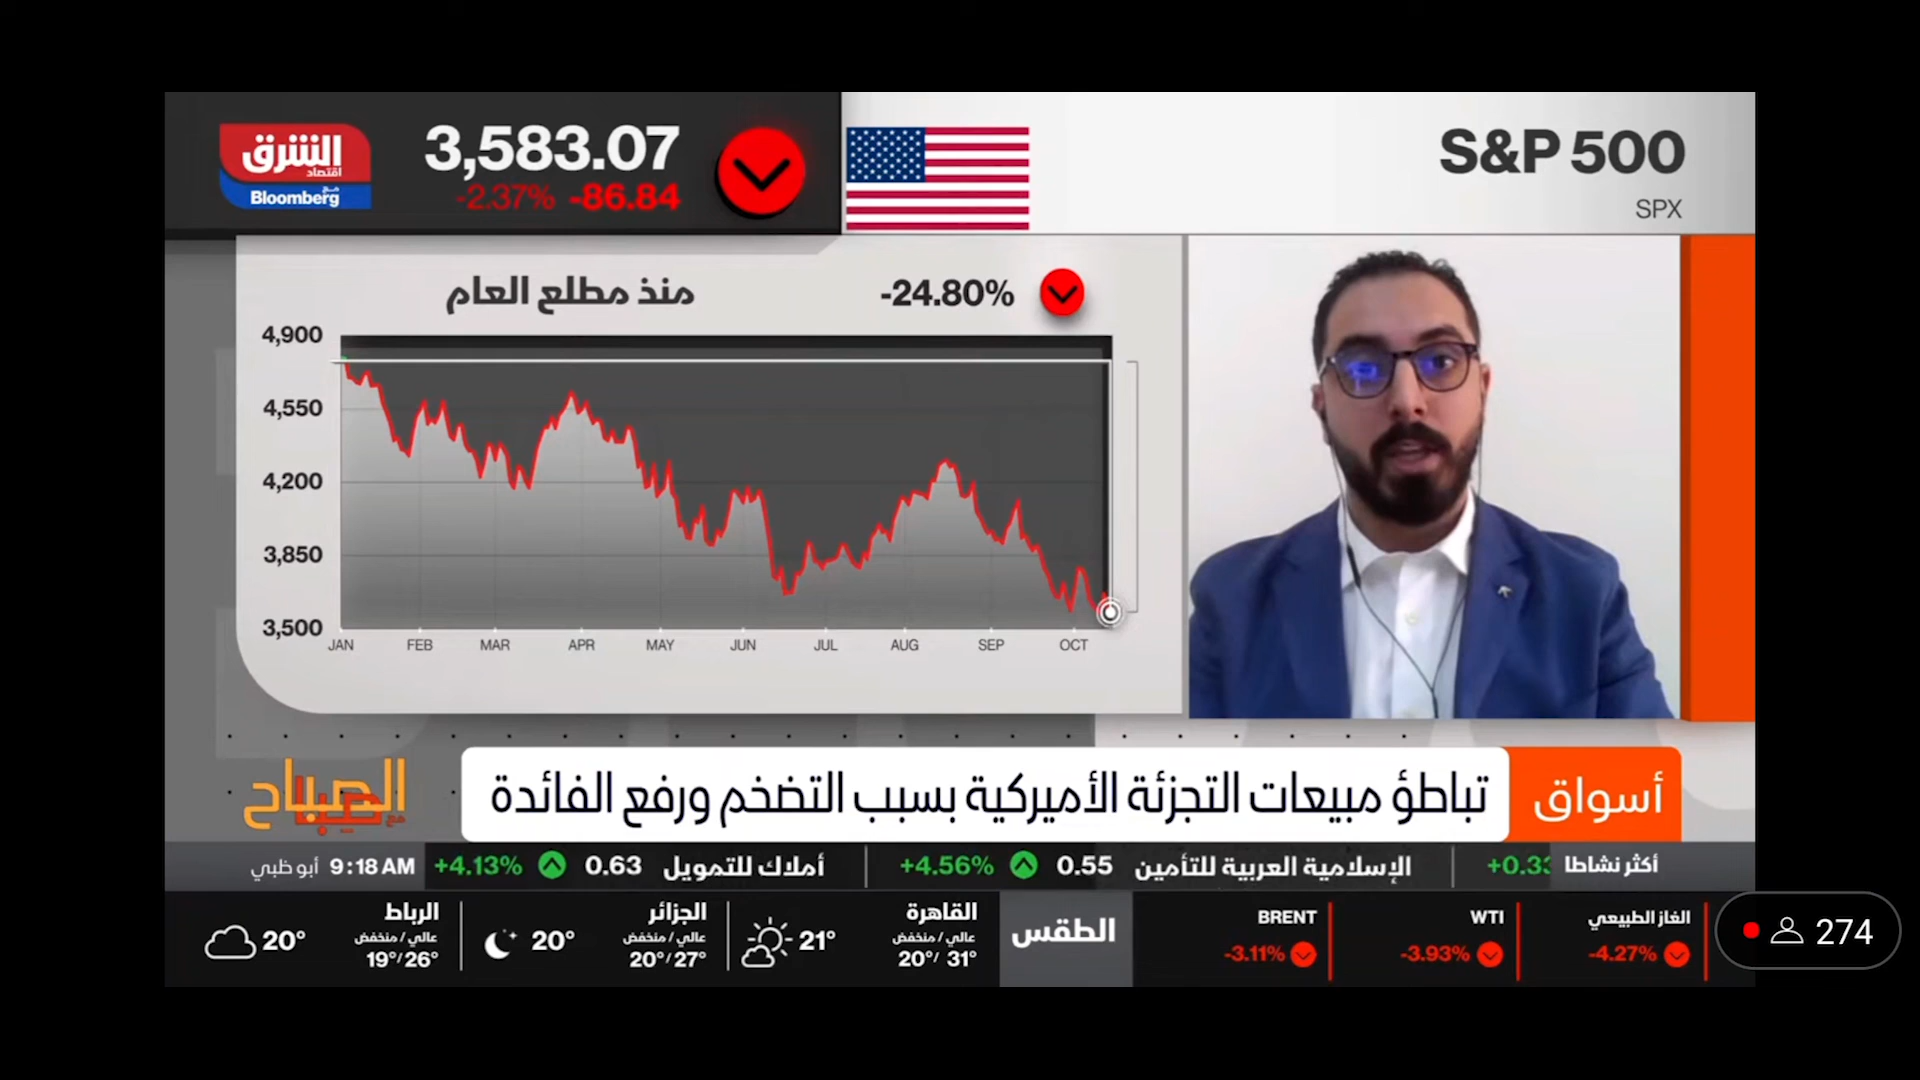 الشرق
اقتصاد
مع
Bloomberg
3,583.07
-2.37% -86.84
S&P 500
SPX
منذ مطلع العام
-24.80%
4,900
4,550
4,200
3,850
3,500
JAN FEB MAR APR MAY JUN JUL AUG SEP OCT
أسواق
تباطؤ مبيعات التجزئة الأميركية بسبب التضخم ورفع الفائدة
الصباح
مع
صبا
أكثر نشاطا
+0.33
الإسلامية العربية للتأمين 0.55 +4.56%
أملاك للتمويل 0.63 +4.13%
9:18 AM أبو ظبي
الغاز الطبيعي
-4.27%
WTI
-3.93%
BRENT
-3.11%
الطقس
القاهرة
عالي / منخفض
20°/ 31°
21°
الجزائر
عالي / منخفض
20°/27°
20°
الرباط
عالي / منخفض
19°/26°
20°
274